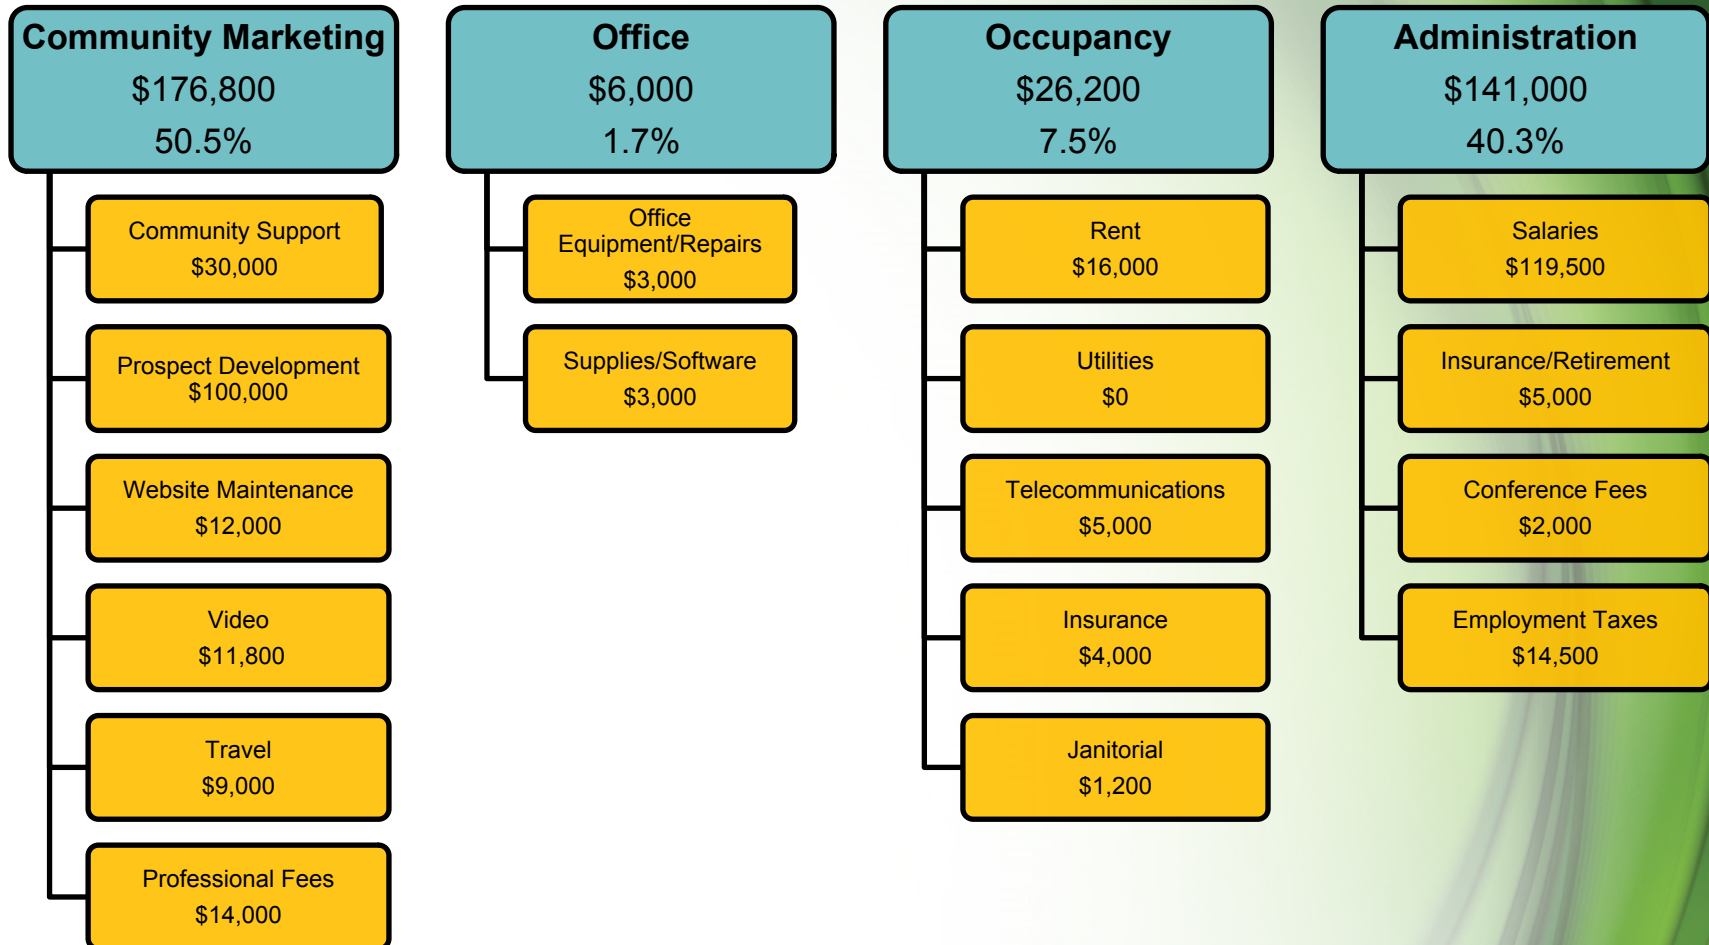 Community Marketing
$176,800
50.5%
Community Support
$30,000
Prospect Development
$100,000
Website Maintenance
$12,000
Video
$11,800
Travel
$9,000
Professional Fees
$14,000
Office
$6,000
1.7%
Office
Equipment/Repairs
$3,000
Supplies/Software
$3,000
Occupancy
$26,200
7.5%
Rent
$16,000
Utilities
$0
Telecommunications
$5,000
Insurance
$4,000
Janitorial
$1,200
Administration
$141,000
40.3%
Salaries
$119,500
Insurance/Retirement
$5,000
Conference Fees
$2,000
Employment Taxes
$14,500